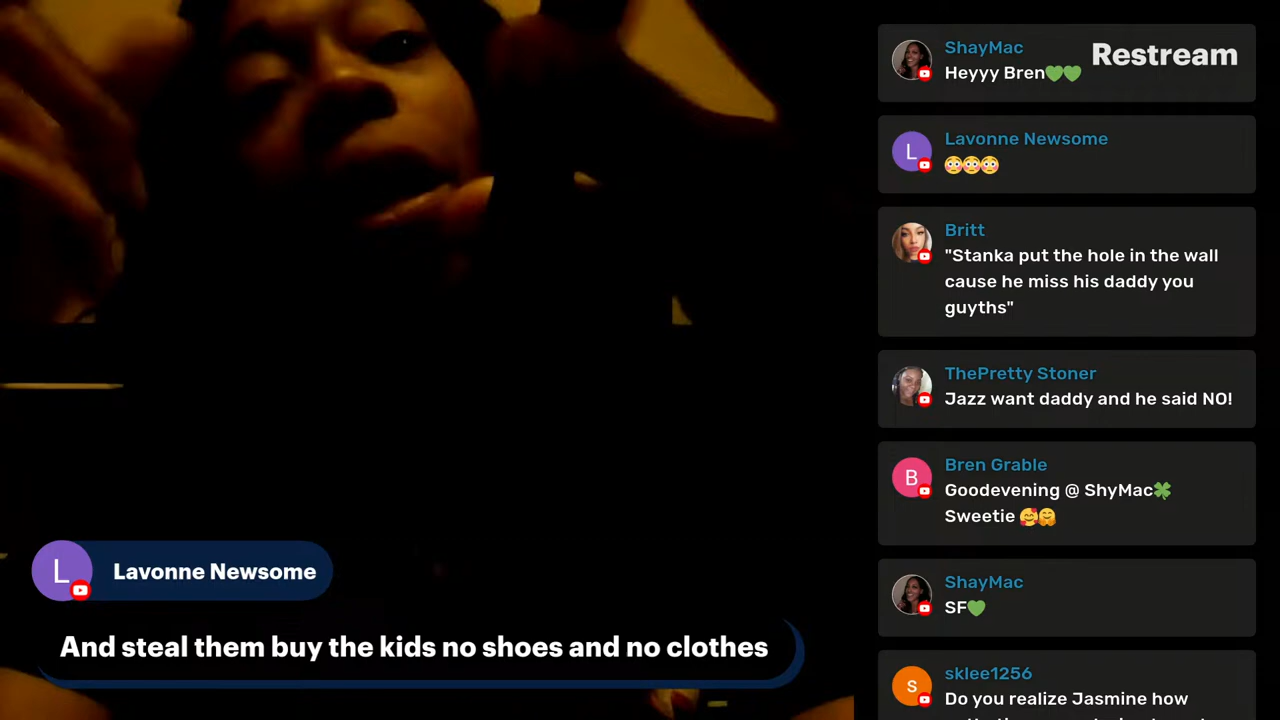 ShayMac
Restream
Heyyy Bren💚💚
L
Lavonne Newsome
😳😳😳
Britt
"Stanka put the hole in the wall
cause he miss his daddy you
guyths"
ThePretty Stoner
Jazz want daddy and he said NO!
B
Bren Grable
Goodevening @ ShyMac🍀
Sweetie 🥰🤗
ShayMac
SF💚
S
sklee1256
Do you realize Jasmine how
L
Lavonne Newsome
And steal them buy the kids no shoes and no clothes